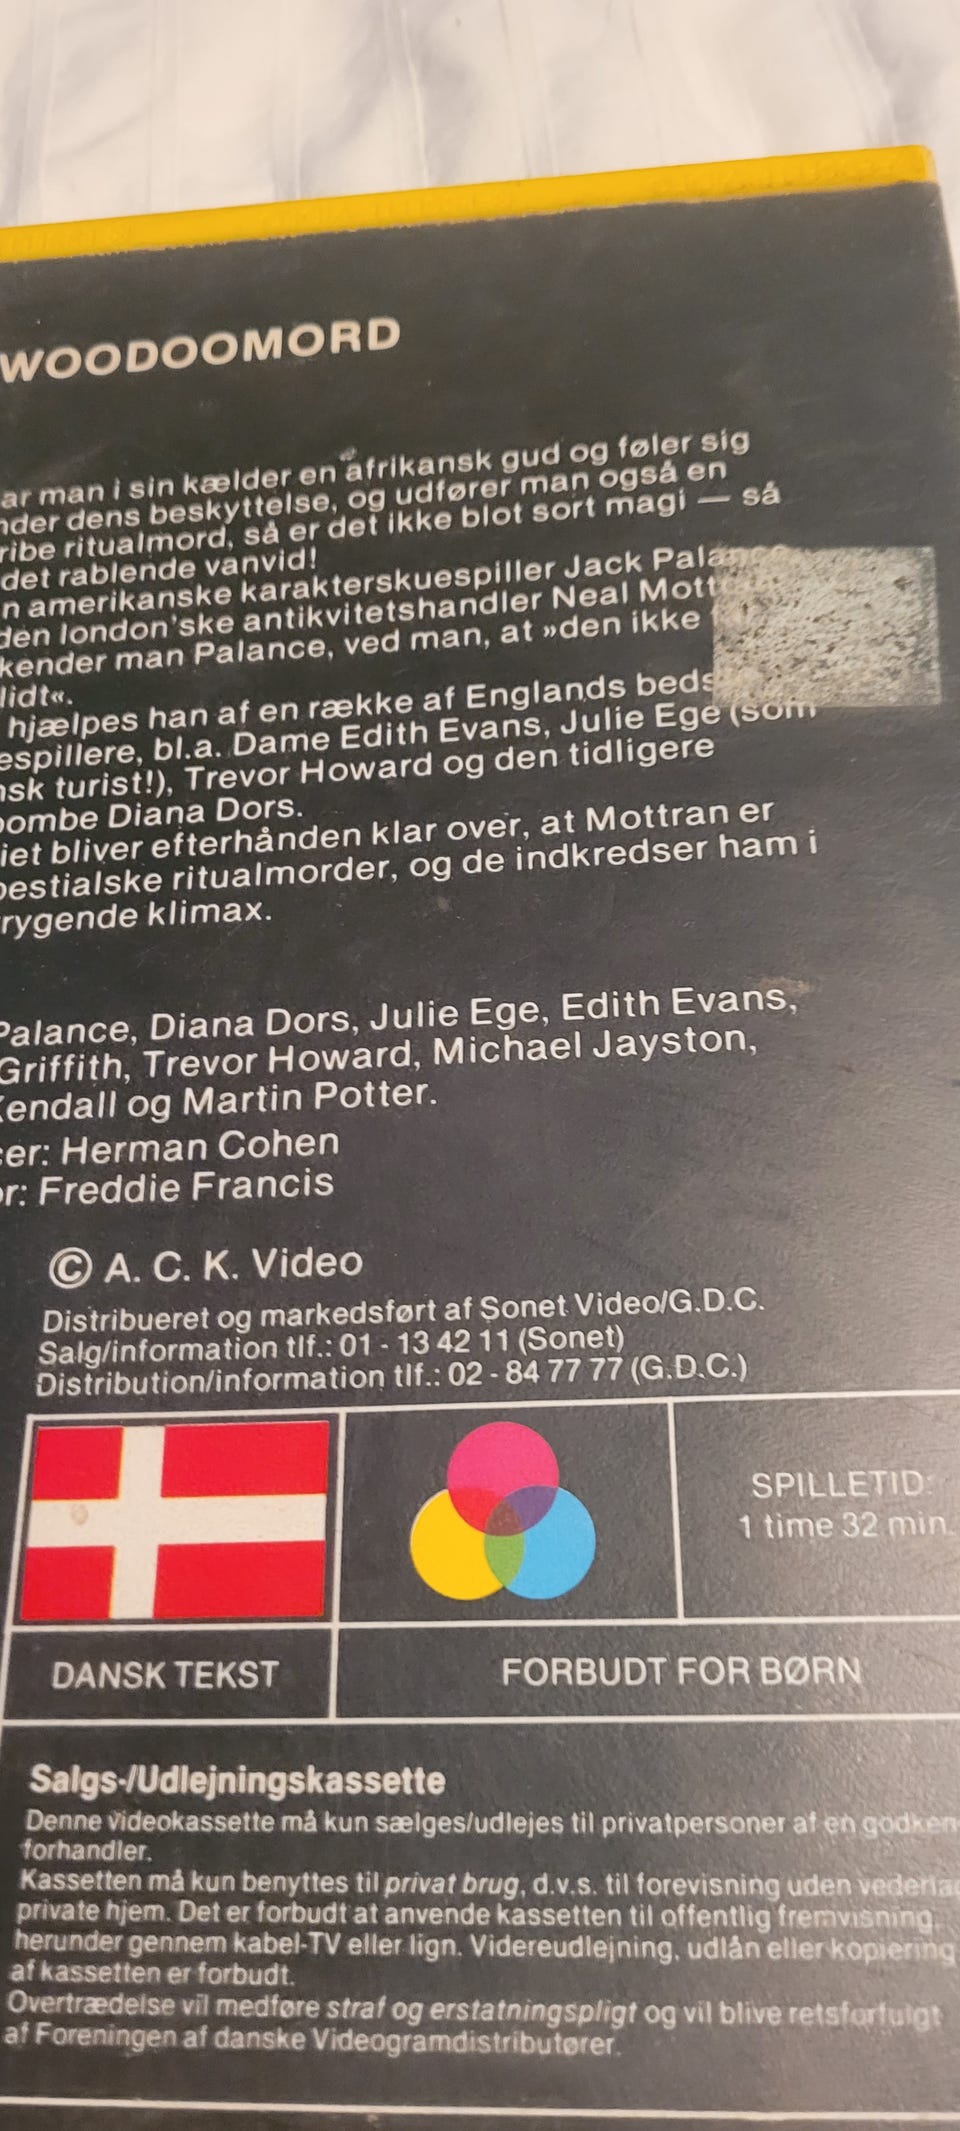 WOODOOMORD
ar man i sin kælder en afrikansk gud og føler sig
nder dens beskyttelse, og udfører man også en
ribe ritualmord, så er det ikke blot sort magi — så
det rablende vanvid!
n amerikanske karakterskuespiller Jack Palance
den london'ske antikvitetshandler Neal Mott
kender man Palance, ved man, at »den ikke
lidt«.
hjælpes han af en række af Englands beds
espillere, bl.a. Dame Edith Evans, Julie Ege (som
nsk turist!), Trevor Howard og den tidligere
bombe Diana Dors.
iet bliver efterhånden klar over, at Mottran er
bestialske ritualmorder, og de indkredser ham i
rygende klimax.
Palance, Diana Dors, Julie Ege, Edith Evans,
Griffith, Trevor Howard, Michael Jayston,
Kendall og Martin Potter.
cer: Herman Cohen
or: Freddie Francis
© A. C. K. Video
Distribueret og markedsført af Sonet Video/G.D.C.
Salg/information tlf.: 01 - 13 42 11 (Sonet)
Distribution/information tlf.: 02 - 84 77 77 (G.D.C.)
SPILLETID:
1 time 32 min.
DANSK TEKST
FORBUDT FOR BØRN
Salgs-/Udlejningskassette
Denne videokassette må kun sælges/udlejes til privatpersoner af en godken
forhandler.
Kassetten må kun benyttes til privat brug, d.v.s. til forevisning uden vederlag
private hjem. Det er forbudt at anvende kassetten til offentlig fremvisning,
herunder gennem kabel-TV eller lign. Videreudlejning, udlån eller kopiering
af kassetten er forbudt.
Overtrædelse vil medføre straf og erstatningspligt og vil blive retsforfulgt
af Foreningen af danske Videogramdistributører.